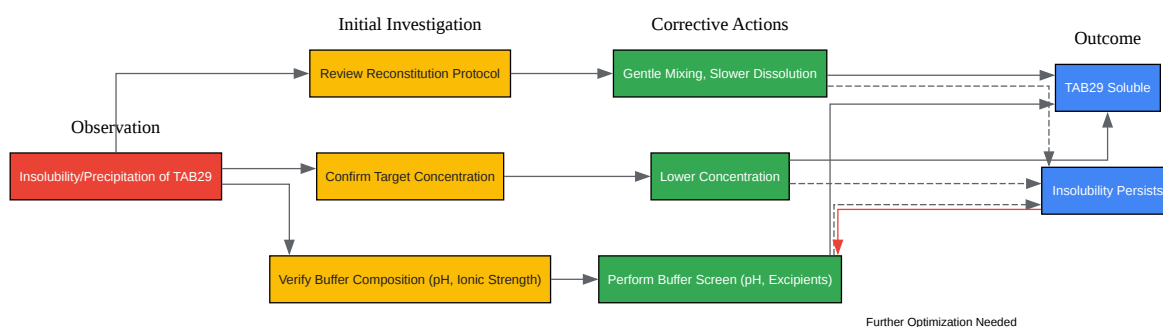 Initial Investigation
Corrective Actions
Outcome
Review Reconstitution Protocol
Gentle Mixing, Slower Dissolution
TAB29 Soluble
Observation
Insolubility/Precipitation of TAB29
Confirm Target Concentration
Lower Concentration
Insolubility Persists
Verify Buffer Composition (pH, Ionic Strength)
Perform Buffer Screen (pH, Excipients)
Further Optimization Needed